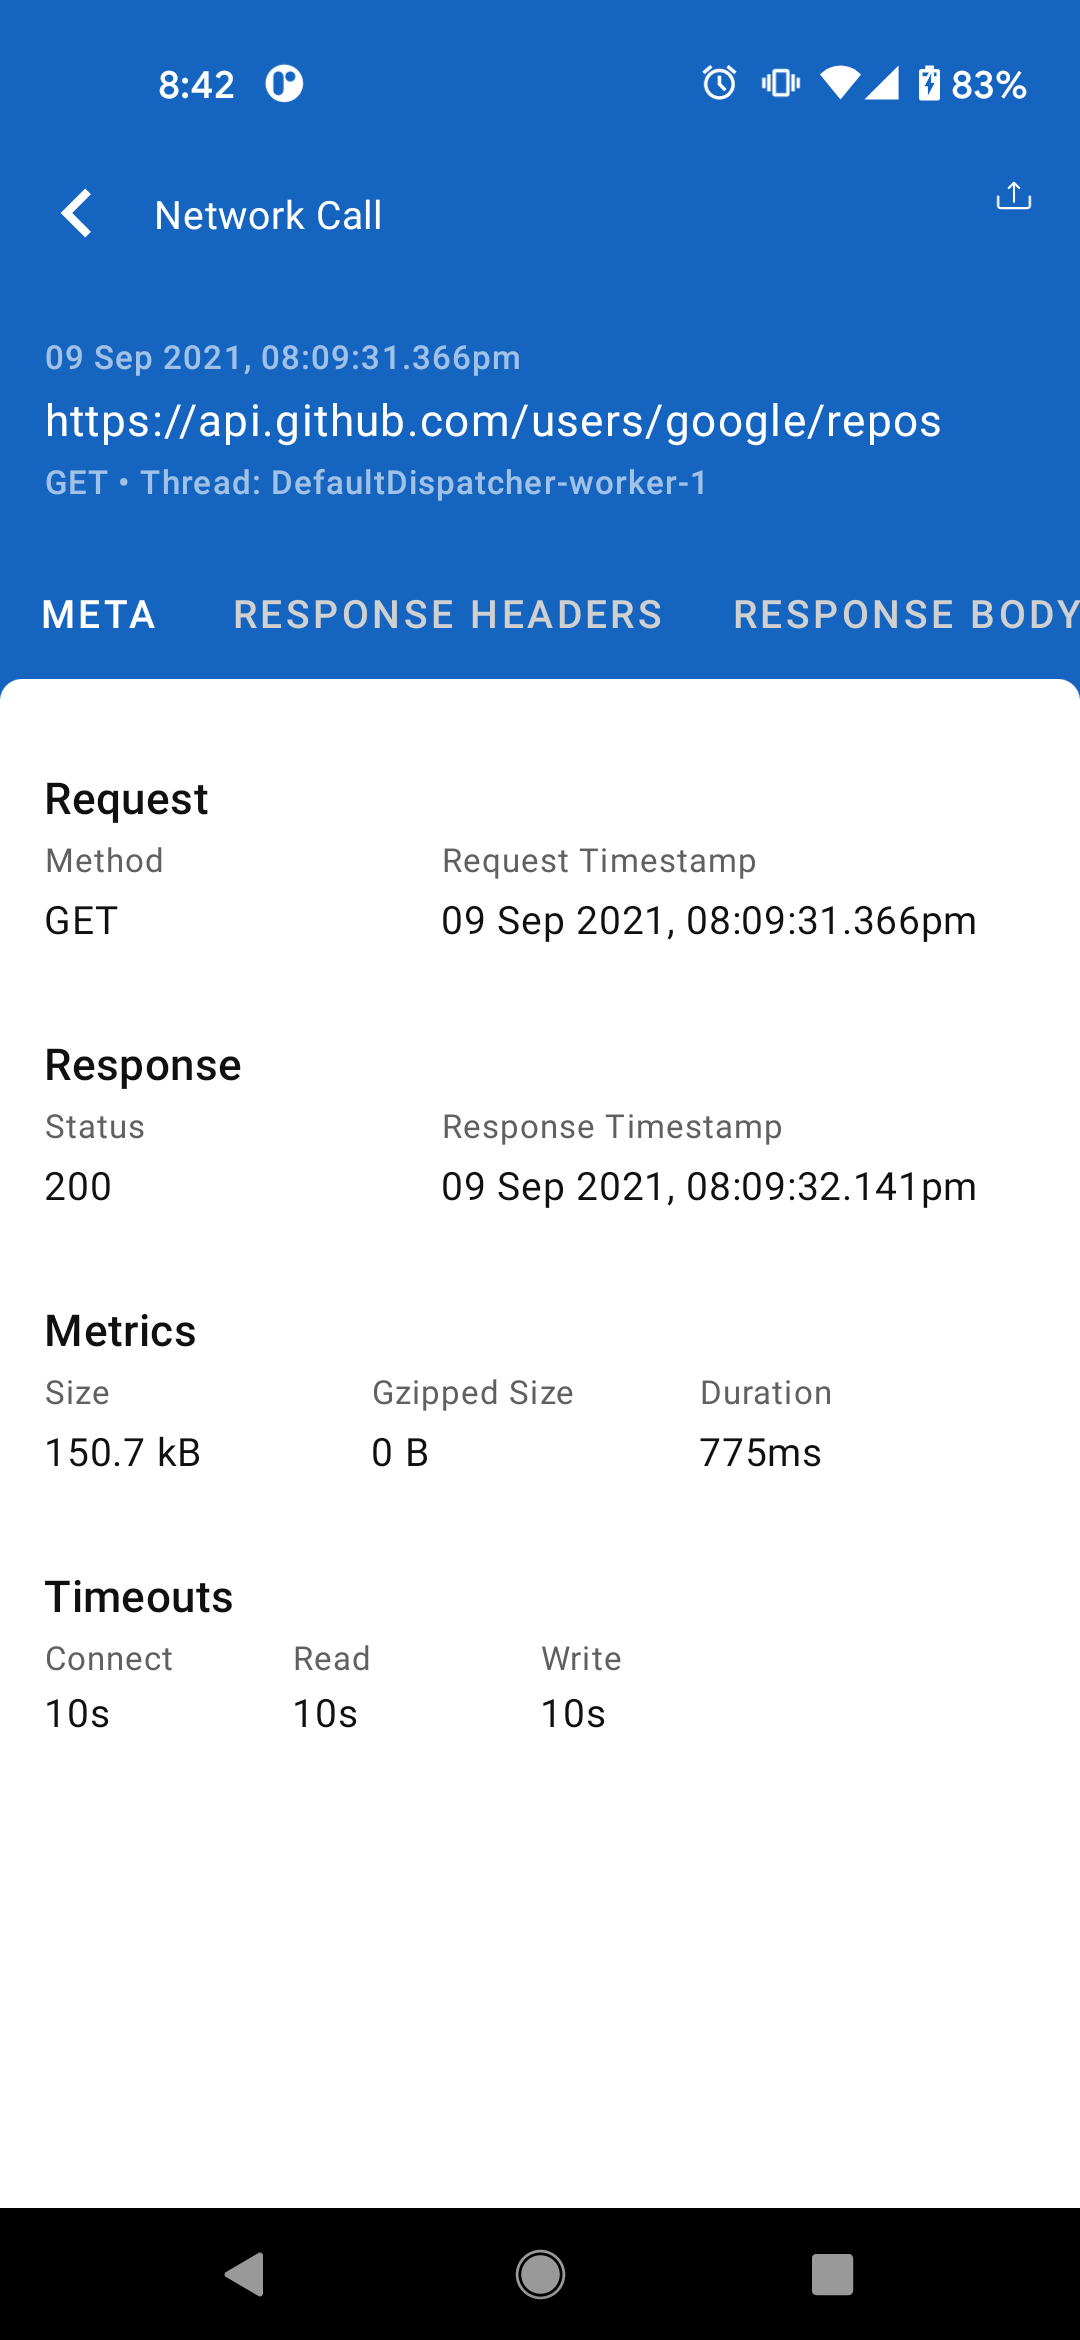 8:42 83%
Network Call
09 Sep 2021, 08:09:31.366pm
https://api.github.com/users/google/repos
GET • Thread: DefaultDispatcher-worker-1
META RESPONSE HEADERS RESPONSE BODY
Request
Method Request Timestamp
GET 09 Sep 2021, 08:09:31.366pm
Response
Status Response Timestamp
200 09 Sep 2021, 08:09:32.141pm
Metrics
Size Gzipped Size Duration
150.7 kB 0 B 775ms
Timeouts
Connect Read Write
10s 10s 10s